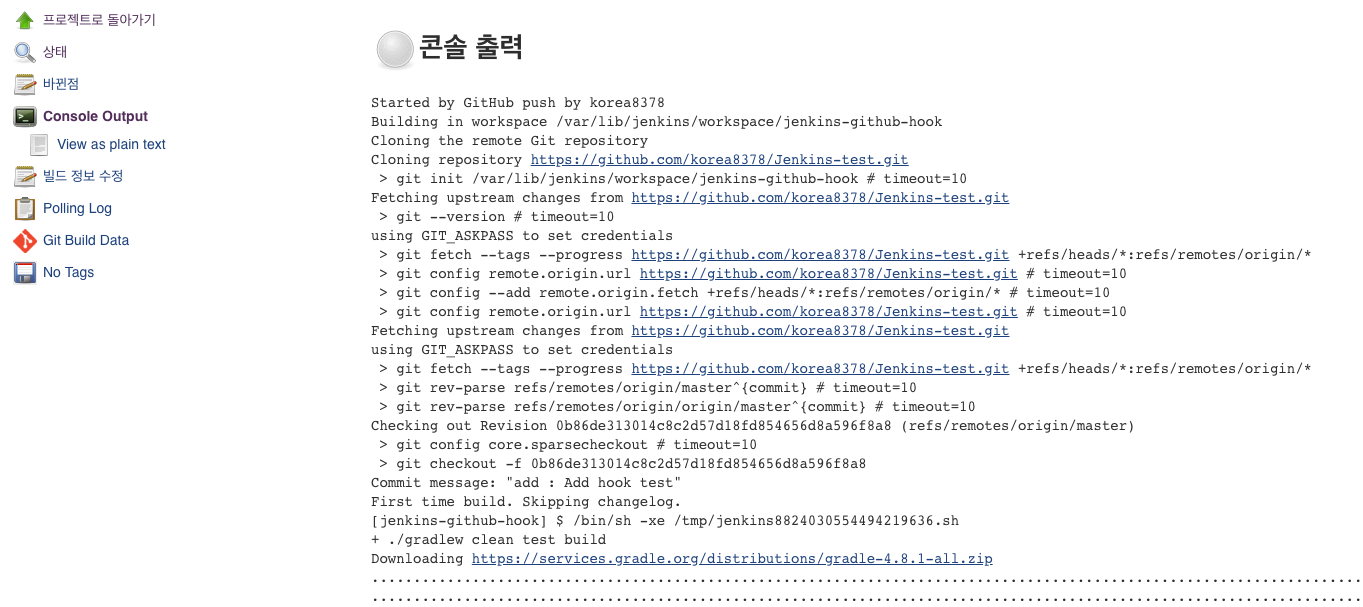 프로젝트로 돌아가기
상태
바뀐점
Console Output
View as plain text
빌드 정보 수정
Polling Log
Git Build Data
No Tags
콘솔 출력
Started by GitHub push by korea8378
Building in workspace /var/lib/jenkins/workspace/jenkins-github-hook
Cloning the remote Git repository
Cloning repository https://github.com/korea8378/Jenkins-test.git
 > git init /var/lib/jenkins/workspace/jenkins-github-hook # timeout=10
Fetching upstream changes from https://github.com/korea8378/Jenkins-test.git
 > git --version # timeout=10
using GIT_ASKPASS to set credentials
 > git fetch --tags --progress https://github.com/korea8378/Jenkins-test.git +refs/heads/*:refs/remotes/origin/*
 > git config remote.origin.url https://github.com/korea8378/Jenkins-test.git # timeout=10
 > git config --add remote.origin.fetch +refs/heads/*:refs/remotes/origin/* # timeout=10
 > git config remote.origin.url https://github.com/korea8378/Jenkins-test.git # timeout=10
Fetching upstream changes from https://github.com/korea8378/Jenkins-test.git
using GIT_ASKPASS to set credentials
 > git fetch --tags --progress https://github.com/korea8378/Jenkins-test.git +refs/heads/*:refs/remotes/origin/*
 > git rev-parse refs/remotes/origin/master^{commit} # timeout=10
 > git rev-parse refs/remotes/origin/origin/master^{commit} # timeout=10
Checking out Revision 0b86de313014c8c2d57d18fd854656d8a596f8a8 (refs/remotes/origin/master)
 > git config core.sparsecheckout # timeout=10
 > git checkout -f 0b86de313014c8c2d57d18fd854656d8a596f8a8
Commit message: "add : Add hook test"
First time build. Skipping changelog.
[jenkins-github-hook] $ /bin/sh -xe /tmp/jenkins8824030554494219636.sh
+ ./gradlew clean test build
Downloading https://services.gradle.org/distributions/gradle-4.8.1-all.zip
......................................................................................................................
......................................................................................................................